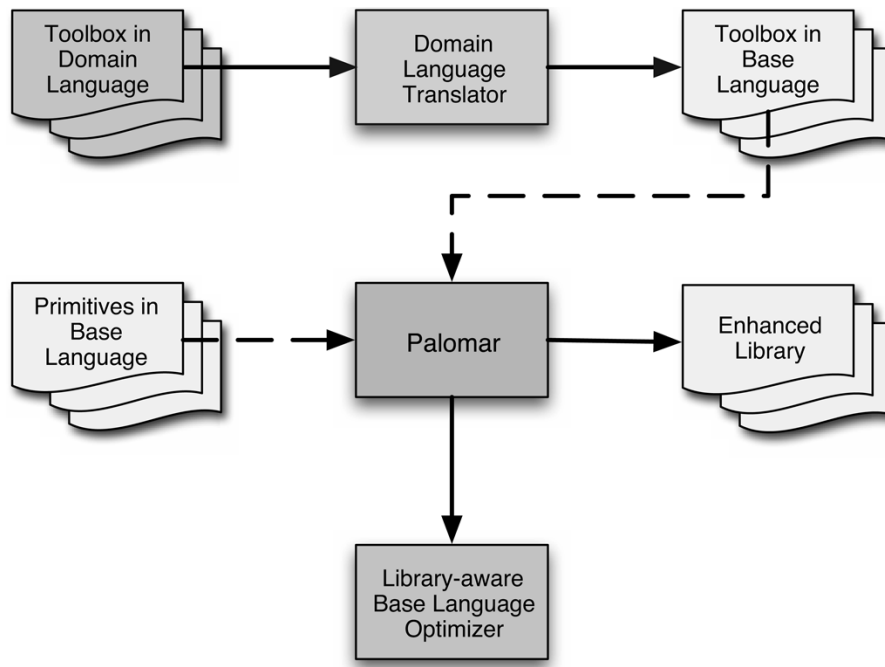 Toolbox in
Domain
Language
Domain
Language
Translator
Toolbox in
Base
Language
Primitives in
Base
Language
Palomar
Enhanced
Library
Library-aware
Base Language
Optimizer